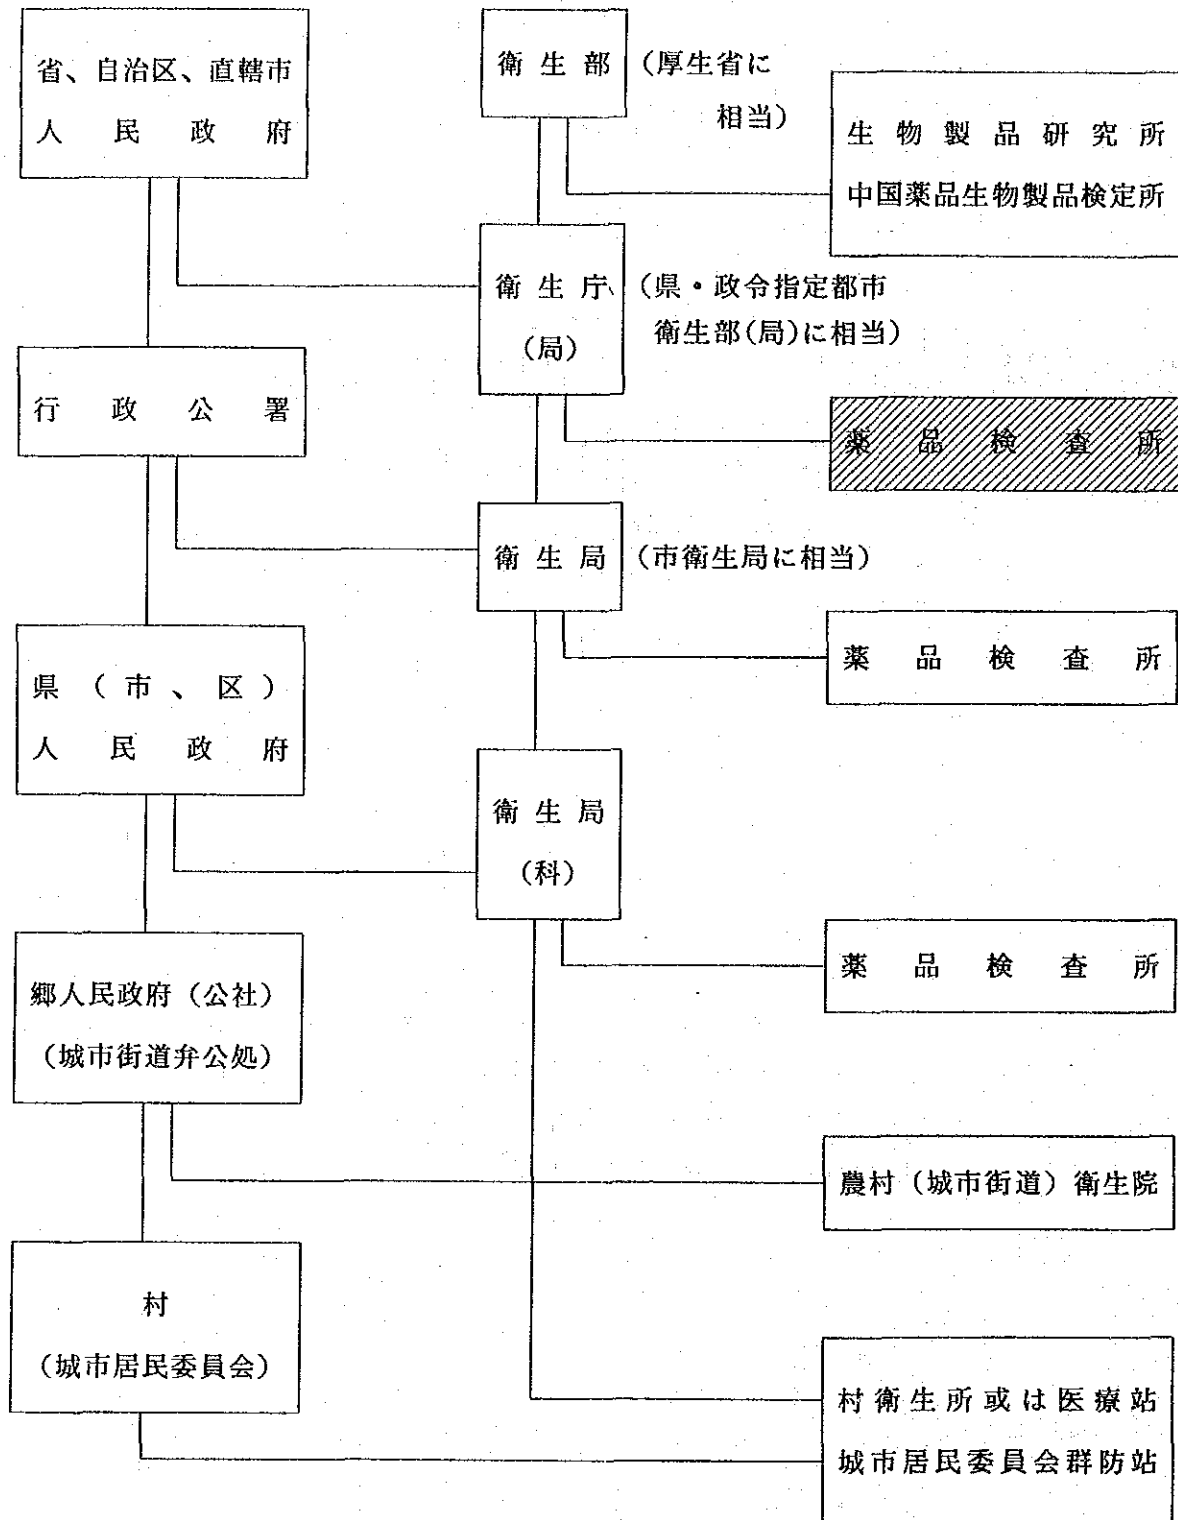 省、自治区、直轄市
人民政府
衛生部
(厚生省に
相当)
生物製品研究所
中国薬品生物製品検定所
衛生庁
(局)
(県・政令指定都市
衛生部(局)に相当)
行政公署
薬品検査所
衛生局
(市衛生局に相当)
薬品検査所
県(市、区)
人民政府
衛生局
(科)
薬品検査所
郷人民政府(公社)
(城市街道弁公処)
農村(城市街道)衛生院
村
(城市居民委員会)
村衛生所或は医療站
城市居民委員会群防站